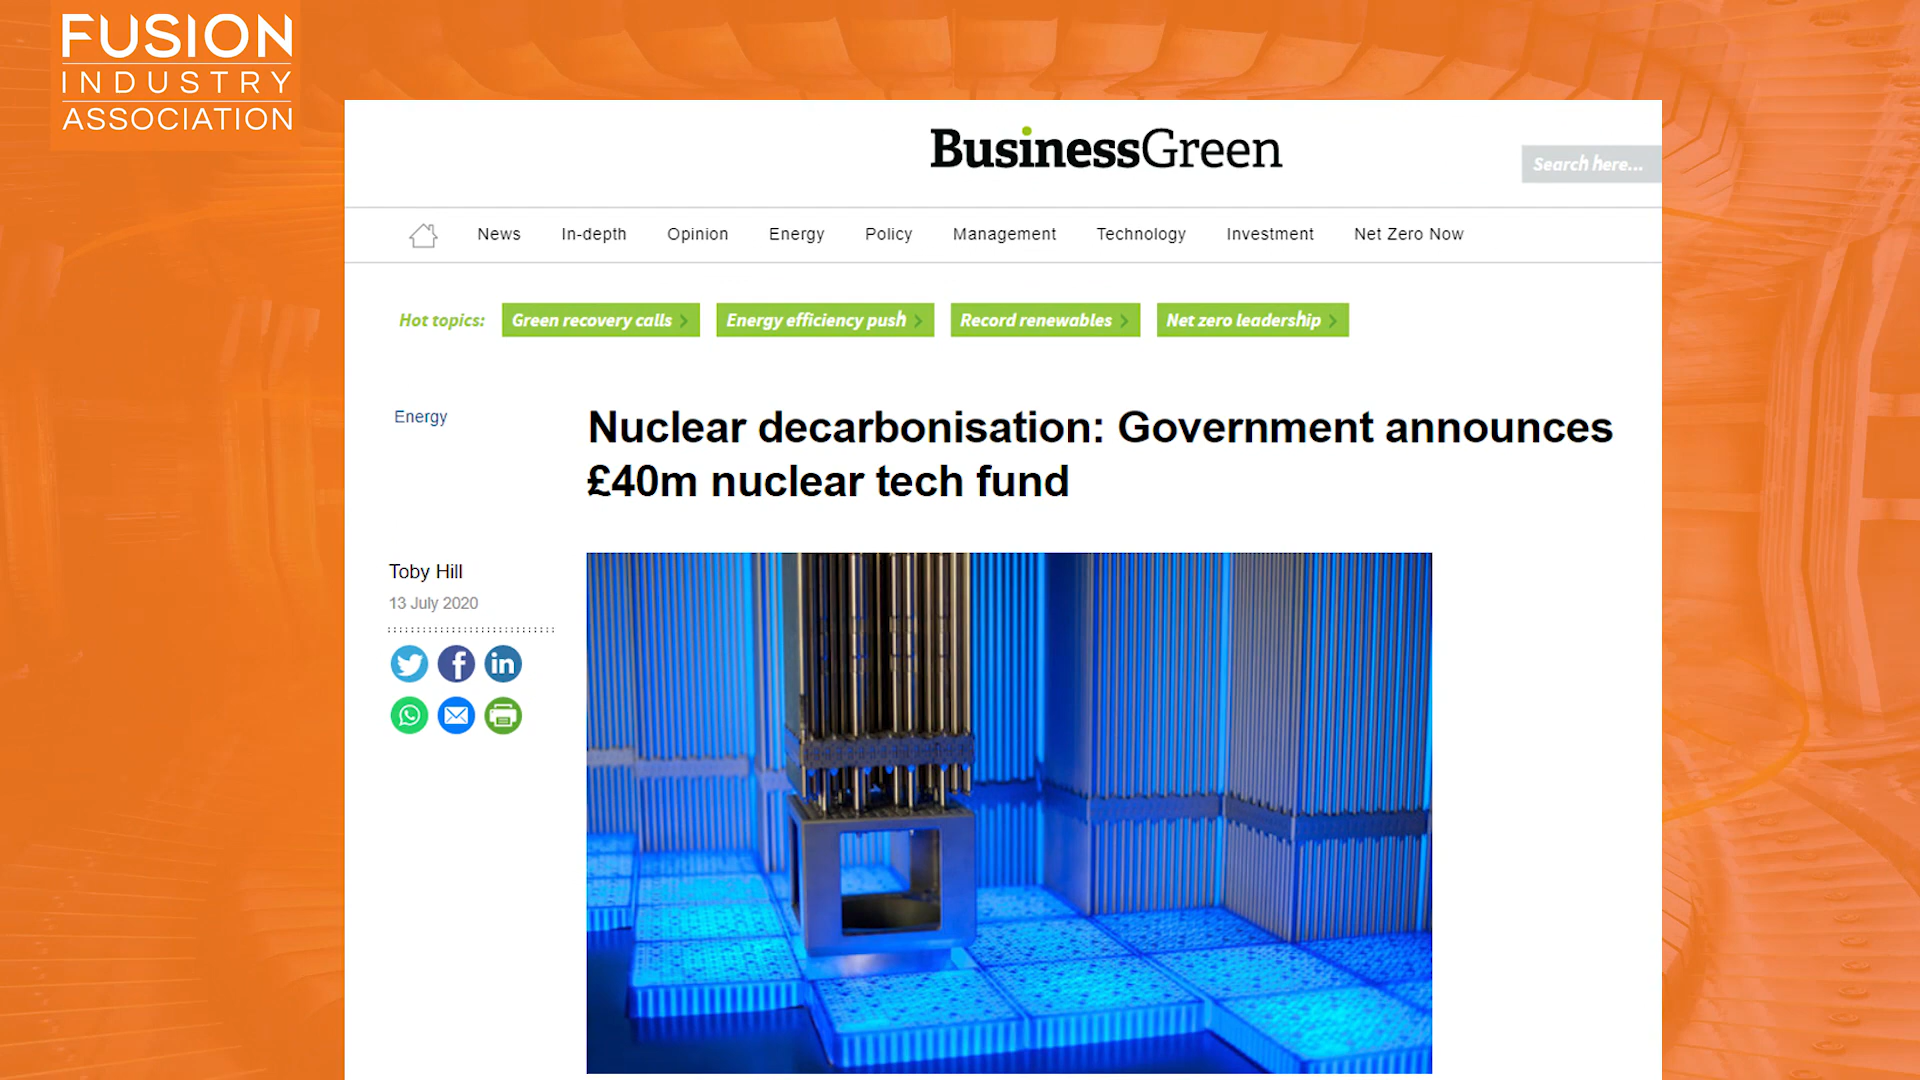 FUSION
INDUSTRY
ASSOCIATION
BusinessGreen
Search here...
News In-depth Opinion Energy Policy Management Technology Investment Net Zero Now
Hot topics: Green recovery calls > Energy efficiency push > Record renewables > Net zero leadership >
Energy
Nuclear decarbonisation: Government announces
£40m nuclear tech fund
Toby Hill
13 July 2020